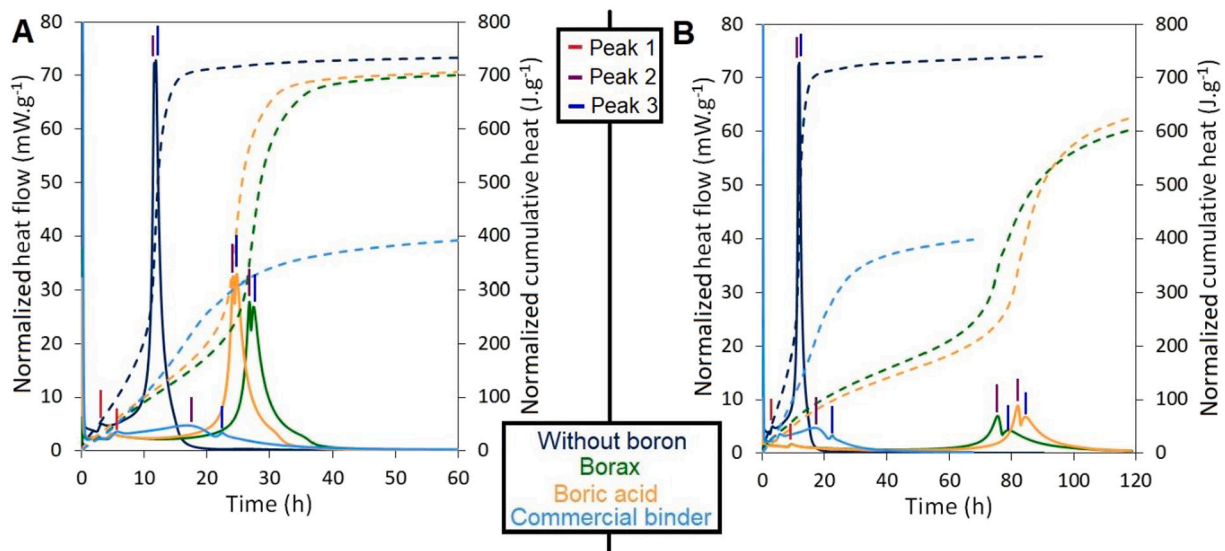 A
Normalized heat flow (mW.g⁻¹)
80
70
60
50
40
30
20
10
0
0 10 20 30 40 50 60
Time (h)
800
700
600
500
400
300
200
100
0
Normalized cumulative heat (J.g⁻¹)
Peak 1
Peak 2
Peak 3
Without boron
Borax
Boric acid
Commercial binder
B
Normalized heat flow (mW.g⁻¹)
80
70
60
50
40
30
20
10
0
0 20 40 60 80 100 120
Time (h)
800
700
600
500
400
300
200
100
0
Normalized cumulative heat (J.g⁻¹)